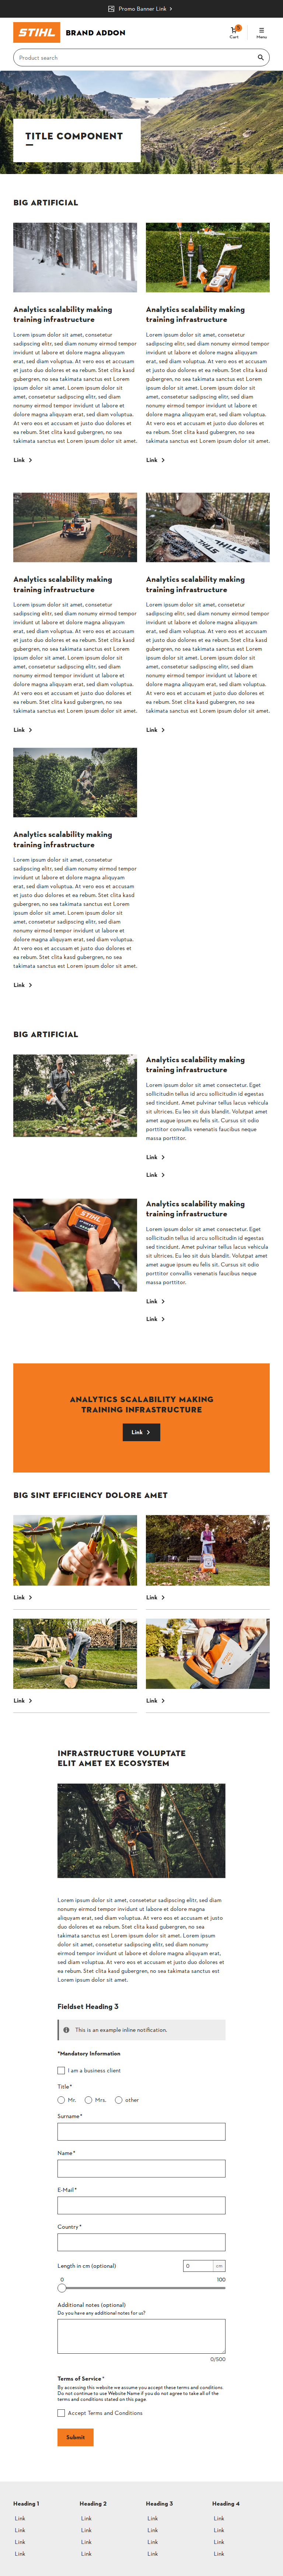 Promo Banner Link
STIHL
BRAND ADDON
Cart
Menu
Product search
TITLE COMPONENT
BIG ARTIFICIAL
Analytics scalability making
training infrastructure
Lorem ipsum dolor sit amet, consetetur
sadipscing elitr, sed diam nonumy eirmod tempor
invidunt ut labore et dolore magna aliquyam
erat, sed diam voluptua. At vero eos et accusam
et justo duo dolores et ea rebum. Stet clita kasd
gubergren, no sea takimata sanctus est Lorem
ipsum dolor sit amet. Lorem ipsum dolor sit
amet, consetetur sadipscing elitr, sed diam
nonumy eirmod tempor invidunt ut labore et
dolore magna aliquyam erat, sed diam voluptua.
At vero eos et accusam et justo duo dolores et
ea rebum. Stet clita kasd gubergren, no sea
takimata sanctus est Lorem ipsum dolor sit amet.
Link
Analytics scalability making
training infrastructure
Lorem ipsum dolor sit amet, consetetur
sadipscing elitr, sed diam nonumy eirmod tempor
invidunt ut labore et dolore magna aliquyam
erat, sed diam voluptua. At vero eos et accusam
et justo duo dolores et ea rebum. Stet clita kasd
gubergren, no sea takimata sanctus est Lorem
ipsum dolor sit amet. Lorem ipsum dolor sit
amet, consetetur sadipscing elitr, sed diam
nonumy eirmod tempor invidunt ut labore et
dolore magna aliquyam erat, sed diam voluptua.
At vero eos et accusam et justo duo dolores et
ea rebum. Stet clita kasd gubergren, no sea
takimata sanctus est Lorem ipsum dolor sit amet.
Link
STIHL
Analytics scalability making
training infrastructure
Lorem ipsum dolor sit amet, consetetur
sadipscing elitr, sed diam nonumy eirmod tempor
invidunt ut labore et dolore magna aliquyam
erat, sed diam voluptua. At vero eos et accusam
et justo duo dolores et ea rebum. Stet clita kasd
gubergren, no sea takimata sanctus est Lorem
ipsum dolor sit amet. Lorem ipsum dolor sit
amet, consetetur sadipscing elitr, sed diam
nonumy eirmod tempor invidunt ut labore et
dolore magna aliquyam erat, sed diam voluptua.
At vero eos et accusam et justo duo dolores et
ea rebum. Stet clita kasd gubergren, no sea
takimata sanctus est Lorem ipsum dolor sit amet.
Link
Analytics scalability making
training infrastructure
Lorem ipsum dolor sit amet, consetetur
sadipscing elitr, sed diam nonumy eirmod tempor
invidunt ut labore et dolore magna aliquyam
erat, sed diam voluptua. At vero eos et accusam
et justo duo dolores et ea rebum. Stet clita kasd
gubergren, no sea takimata sanctus est Lorem
ipsum dolor sit amet. Lorem ipsum dolor sit
amet, consetetur sadipscing elitr, sed diam
nonumy eirmod tempor invidunt ut labore et
dolore magna aliquyam erat, sed diam voluptua.
At vero eos et accusam et justo duo dolores et
ea rebum. Stet clita kasd gubergren, no sea
takimata sanctus est Lorem ipsum dolor sit amet.
Link
Analytics scalability making
training infrastructure
Lorem ipsum dolor sit amet, consetetur
sadipscing elitr, sed diam nonumy eirmod tempor
invidunt ut labore et dolore magna aliquyam
erat, sed diam voluptua. At vero eos et accusam
et justo duo dolores et ea rebum. Stet clita kasd
gubergren, no sea takimata sanctus est Lorem
ipsum dolor sit amet. Lorem ipsum dolor sit
amet, consetetur sadipscing elitr, sed diam
nonumy eirmod tempor invidunt ut labore et
dolore magna aliquyam erat, sed diam voluptua.
At vero eos et accusam et justo duo dolores et
ea rebum. Stet clita kasd gubergren, no sea
takimata sanctus est Lorem ipsum dolor sit amet.
Link
BIG ARTIFICIAL
Analytics scalability making
training infrastructure
Lorem ipsum dolor sit amet consectetur. Eget
sollicitudin tellus id arcu sollicitudin id egestas
sed tincidunt. Amet pulvinar tellus lacus vehicula
sit ultrices. Eu leo sit duis blandit. Volutpat amet
amet augue ipsum eu felis sit. Cursus sit odio
porttitor convallis venenatis faucibus neque
massa porttitor.
Link
Link
STIHL
Analytics scalability making
training infrastructure
Lorem ipsum dolor sit amet consectetur. Eget
sollicitudin tellus id arcu sollicitudin id egestas
sed tincidunt. Amet pulvinar tellus lacus vehicula
sit ultrices. Eu leo sit duis blandit. Volutpat amet
amet augue ipsum eu felis sit. Cursus sit odio
porttitor convallis venenatis faucibus neque
massa porttitor.
Link
Link
ANALYTICS SCALABILITY MAKING
TRAINING INFRASTRUCTURE
Link
BIG SINT EFFICIENCY DOLORE AMET
Link
Link
Link
Link
INFRASTRUCTURE VOLUPTATE
ELIT AMET EX ECOSYSTEM
Lorem ipsum dolor sit amet, consetetur sadipscing elitr, sed diam
nonumy eirmod tempor invidunt ut labore et dolore magna aliquyam
erat, sed diam voluptua. At vero eos et accusam et justo
duo dolores et ea rebum. Stet clita kasd gubergren, no sea
takimata sanctus est Lorem ipsum dolor sit amet. Lorem ipsum
dolor sit amet, consetetur sadipscing elitr, sed diam nonumy
eirmod tempor invidunt ut labore et dolore magna aliquyam erat,
sed diam voluptua. At vero eos et accusam et justo duo dolores et
ea rebum. Stet clita kasd gubergren, no sea takimata sanctus est
Lorem ipsum dolor sit amet.
Fieldset Heading 3
This is an example inline notification.
*Mandatory Information
I am a business client
Title*
Mr.
Mrs.
other
Surname*
Name*
E-Mail*
Country*
Length in cm (optional)
0
cm
0
100
Additional notes (optional)
Do you have any additional notes for us?
0/500
Terms of Service*
By accessing this website we assume you accept these terms and conditions.
Do not continue to use Website Name if you do not agree to take all of the
terms and conditions stated on this page.
Accept Terms and Conditions
Submit
Heading 1
Link
Link
Link
Link
Heading 2
Link
Link
Link
Link
Heading 3
Link
Link
Link
Link
Heading 4
Link
Link
Link
Link